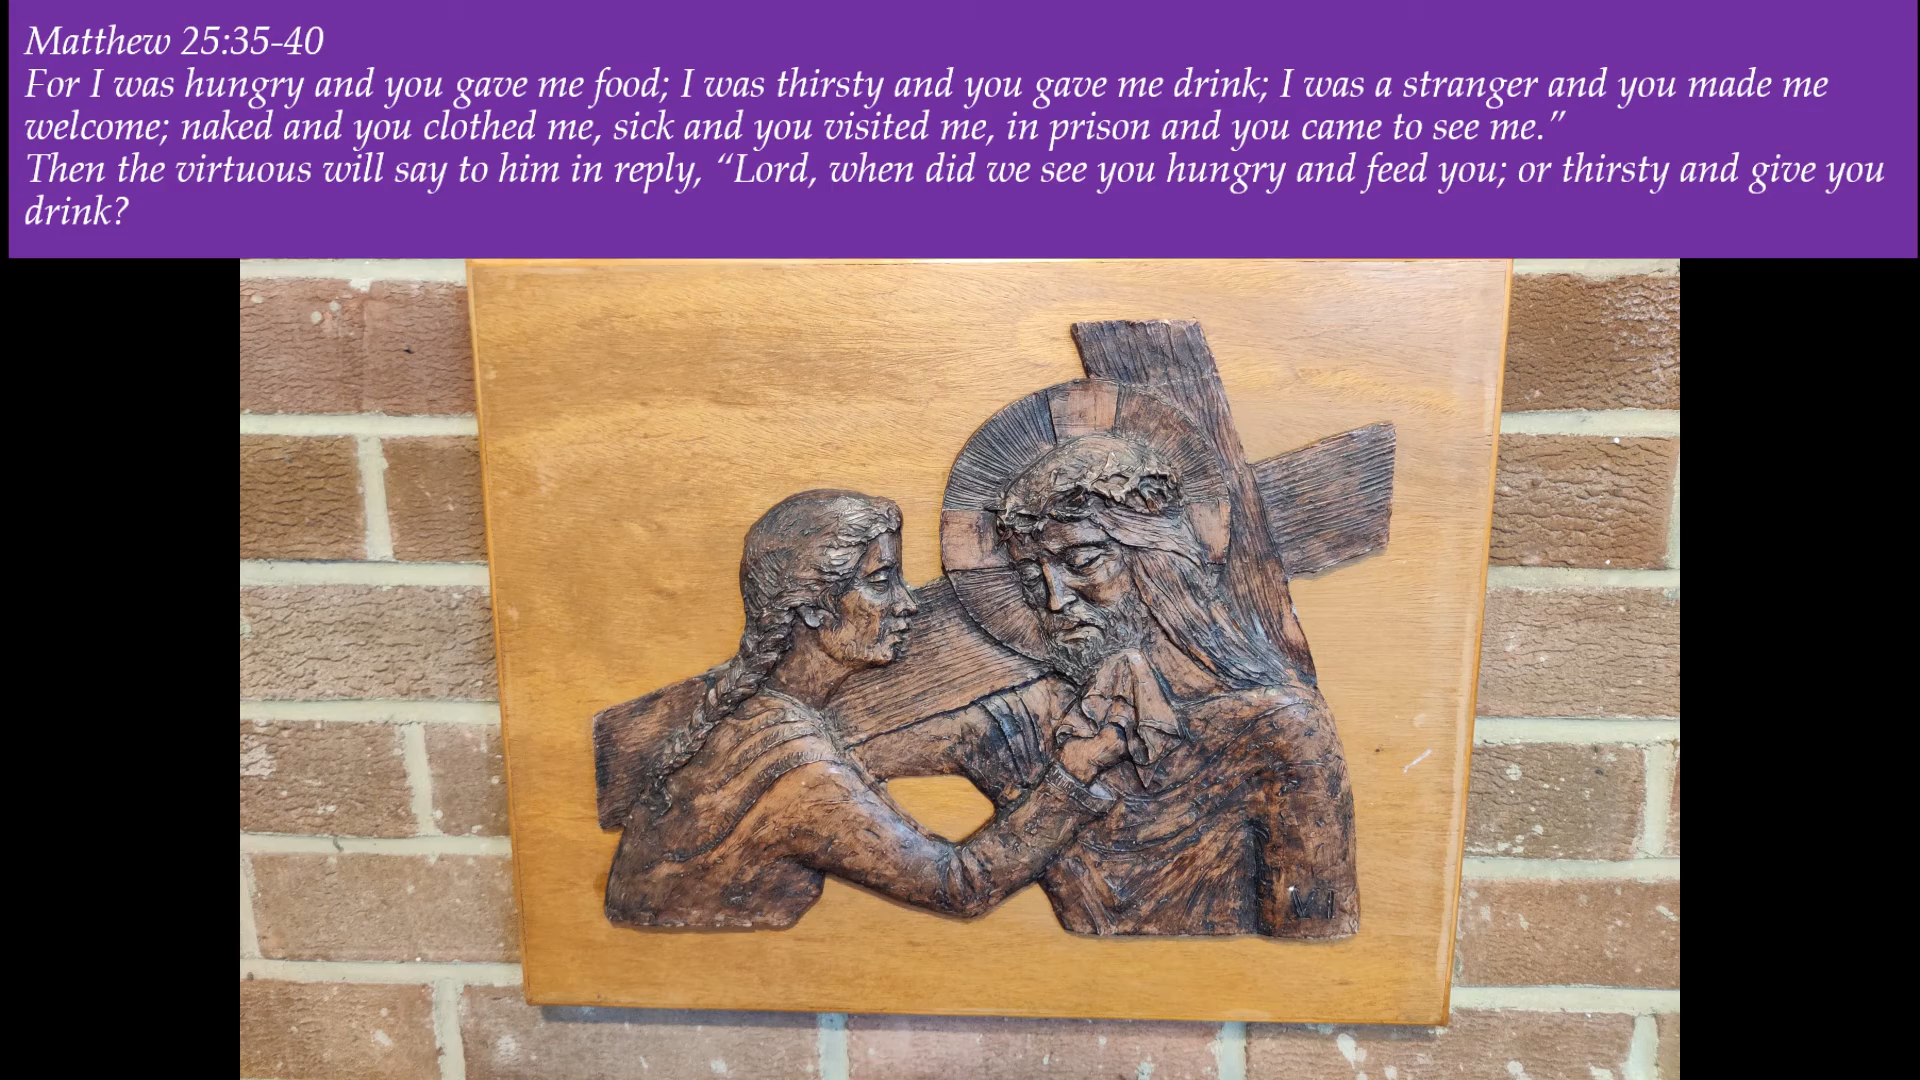 Matthew 25:35-40
For I was hungry and you gave me food; I was thirsty and you gave me drink; I was a stranger and you made me
welcome; naked and you clothed me, sick and you visited me, in prison and you came to see me.”
Then the virtuous will say to him in reply, “Lord, when did we see you hungry and feed you; or thirsty and give you
drink?
VI